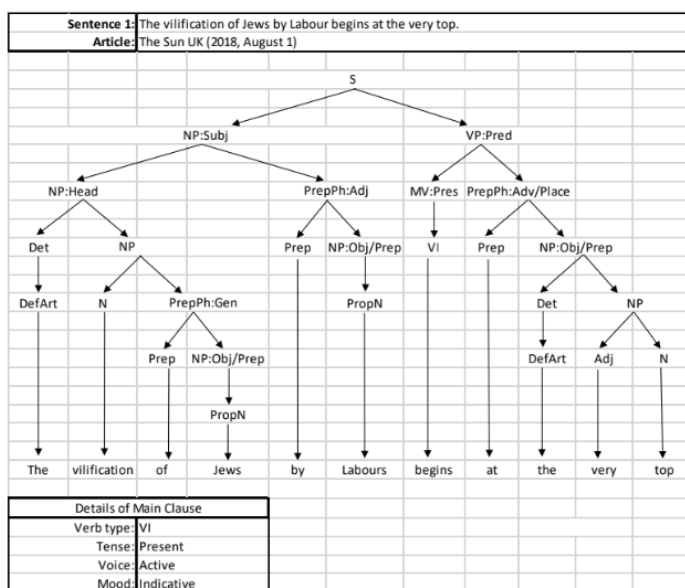 Sentence 1: The vilification of Jews by Labour begins at the very top.
Article: The Sun UK (2018, August 1)
S
NP:Subj VP:Pred
NP:Head PrepPh:Adj MV:Pres PrepPh:Adv/Place
Det NP Prep NP:Obj/Prep VI Prep NP:Obj/Prep
DefArt N PrepPh:Gen PropN Det NP
Prep NP:Obj/Prep DefArt Adj N
PropN
The vilification of Jews by Labours begins at the very top
Details of Main Clause
Verb type: VI
Tense: Present
Voice: Active
Mood: Indicative